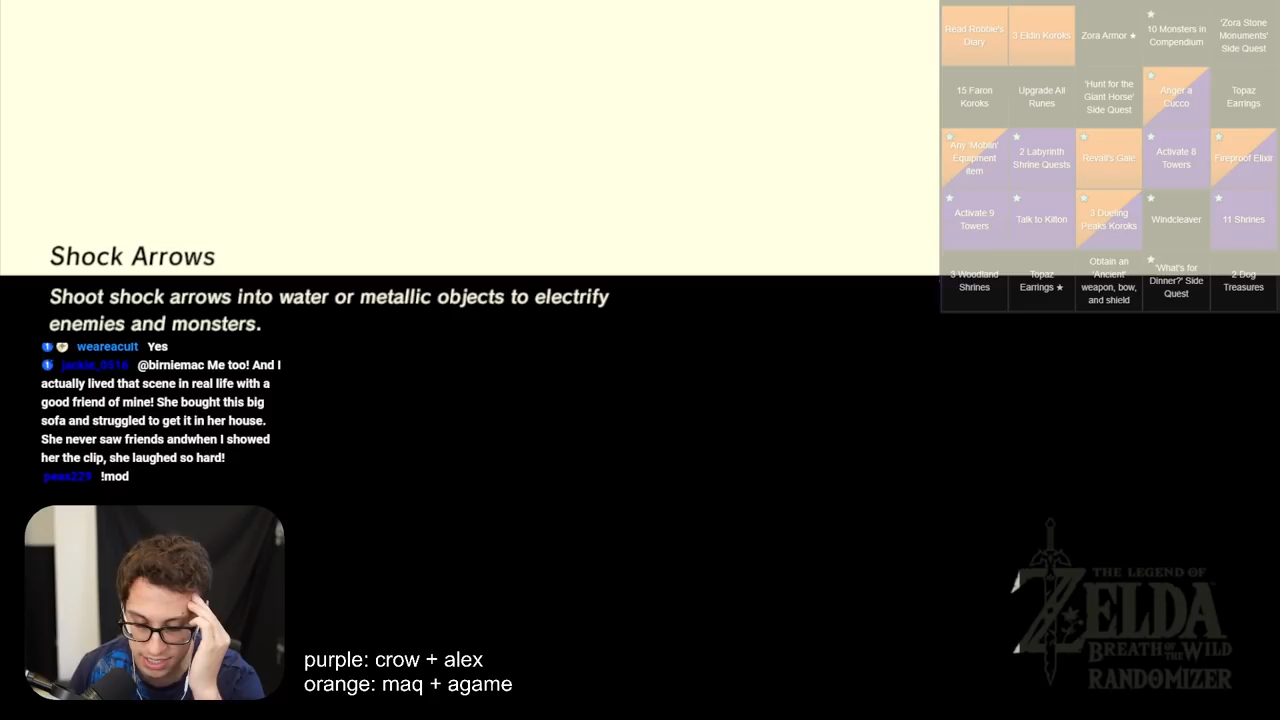 Read Robbie's
Diary
3 Eldin Koroks
Zora Armor ★
10 Monsters in
Compendium
'Zora Stone
Monuments'
Side Quest
15 Faron
Koroks
Upgrade All
Runes
'Hunt for the
Giant Horse'
Side Quest
Anger a
Cucco
Topaz
Earrings
Any 'Moblin'
Equipment
item
2 Labyrinth
Shrine Quests
Revali's Gale
Activate 8
Towers
Fireproof Elixir
Activate 9
Towers
Talk to Kilton
3 Dueling
Peaks Koroks
Windcleaver
11 Shrines
3 Woodland
Shrines
Topaz
Earrings ★
Obtain an
'Ancient'
weapon, bow,
and shield
'What's for
Dinner?' Side
Quest
2 Dog
Treasures
Shock Arrows
Shoot shock arrows into water or metallic objects to electrify
enemies and monsters.
weareacult Yes
jackie_0516 @birniemac Me too! And I
actually lived that scene in real life with a
good friend of mine! She bought this big
sofa and struggled to get it in her house.
She never saw friends andwhen I showed
her the clip, she laughed so hard!
peas229 !mod
purple: crow + alex
orange: maq + agame
THE LEGEND OF
ZELDA
BREATH OF THE WILD
RANDOMIZER